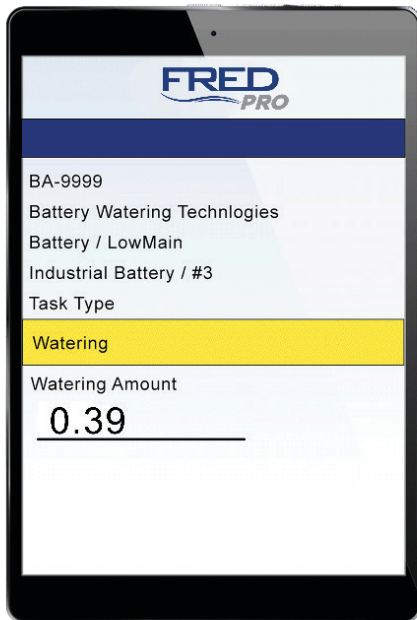 FRED
PRO
BA-9999
Battery Watering Technlogies
Battery / LowMain
Industrial Battery / #3
Task Type
Watering
Watering Amount
0.39